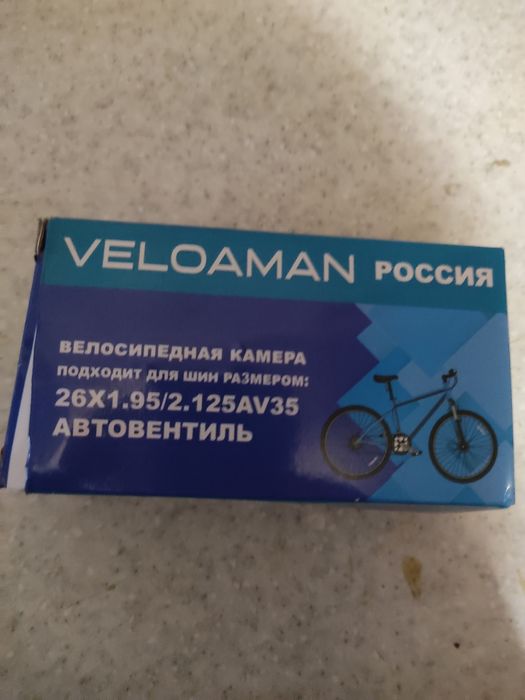 VELOAMAN РОССИЯ
ВЕЛОСИПЕДНАЯ КАМЕРА
ПОДХОДИТ ДЛЯ ШИН РАЗМЕРОМ:
26X1.95/2.125AV35
АВТОВЕНТИЛЬ